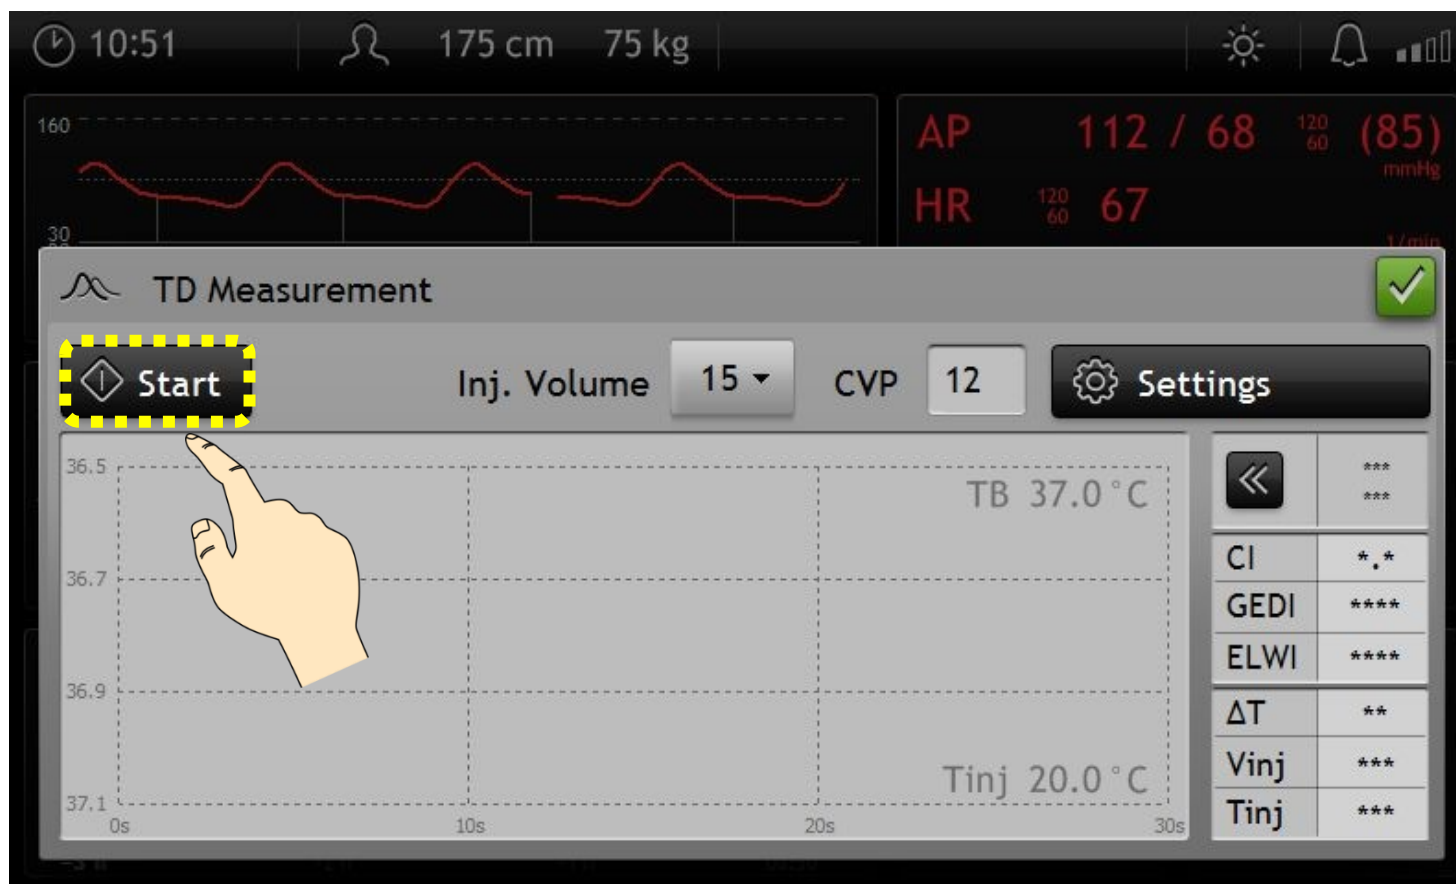 10:51 175 cm 75 kg
160
30
AP 112 / 68 120 60 (85)
mmHg
HR 120 60 67
1/min
TD Measurement
Start Inj. Volume 15 CVP 12 Settings
36.5
36.7
36.9
37.1
TB 37.0 °C
Tinj 20.0 °C
0s 10s 20s 30s
***
***
CI *.*
GEDI ****
ELWI ****
ΔT **
Vinj ***
Tinj ***